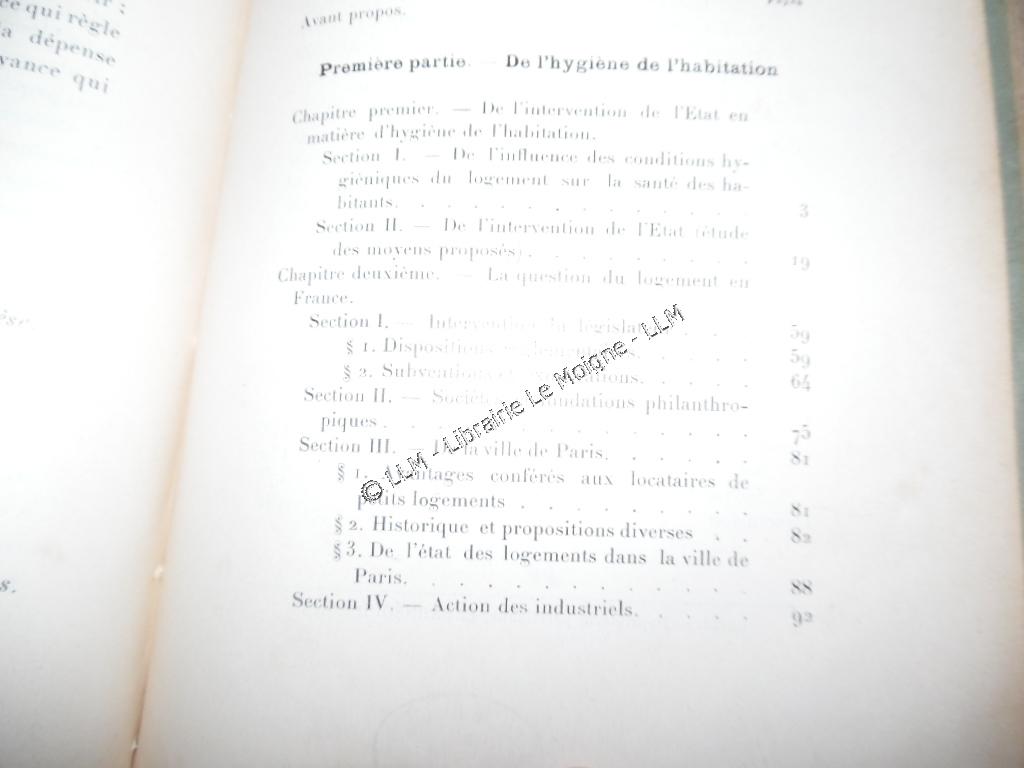 ce qui règle
la dépense
qui
Pages
Avant propos.
Première partie. — De l'hygiène de l'habitation
Chapitre premier. — De l'intervention de l'Etat en
matière d'hygiène de l'habitation.
Section I. — De l'influence des conditions hy-
giéniques du logement sur la santé des ha-
bitants. . . . . . . . . . . . . . 3
Section II. — De l'intervention de l'Etat (étude
des moyens proposés). . . . . . . . . 19
Chapitre deuxième. — La question du logement en
France.
Section I. — Intervention 59
§ 1. Dispositions . . . . 59
§ 2. Subventions . . . . 64
Section II. — fondations philanthro-
piques . . . . . . . . . . . . . 75
Section III. — la ville de Paris. . . . . . 81
§ 1. Avantages conférés aux locataires de
petits logements . . . . . . . . . 81
§ 2. Historique et propositions diverses . . 82
§ 3. De l'état des logements dans la ville de
Paris. . . . . . . . . . . . . 88
Section IV. — Action des industriels. . . . . 92
© LLM - Librairie Le Moigne - LLM